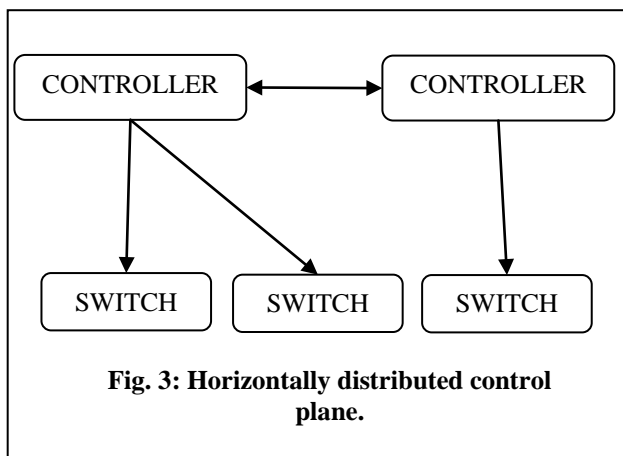 CONTROLLER
CONTROLLER
SWITCH
SWITCH
SWITCH
Fig. 3: Horizontally distributed control
plane.